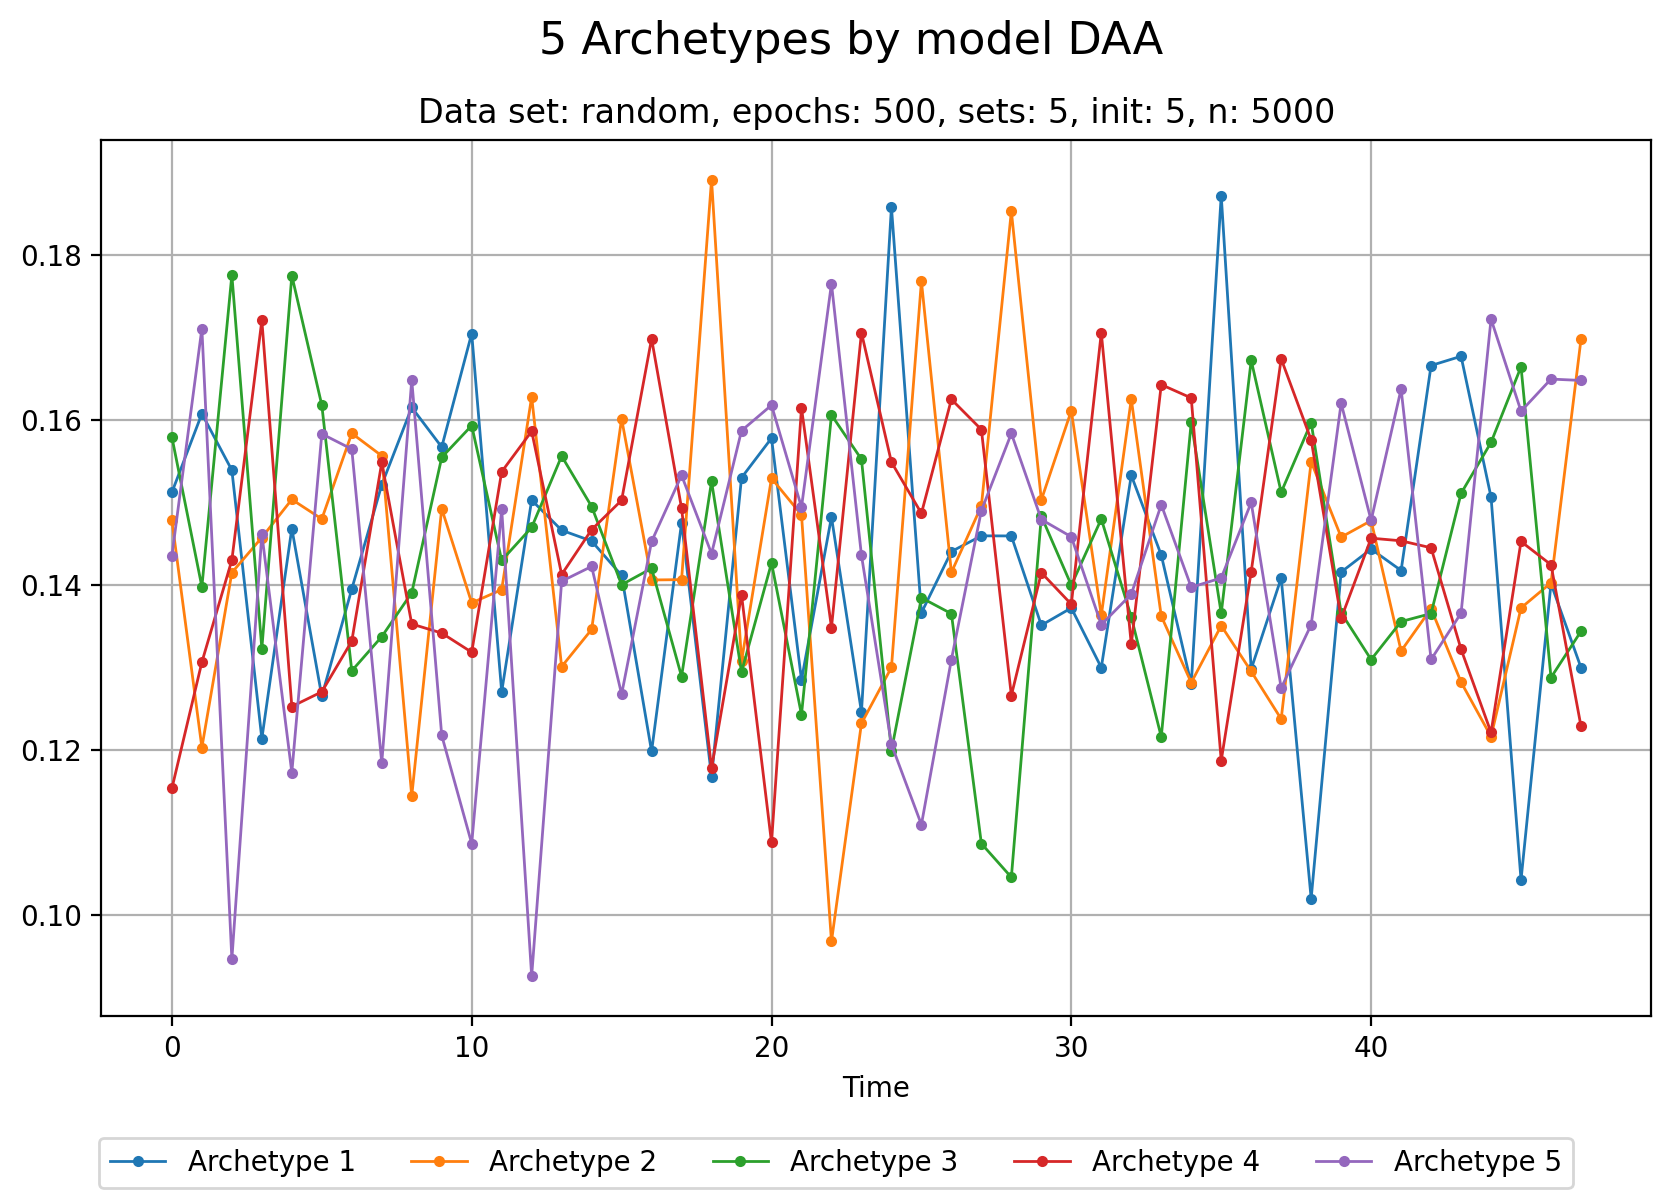 5 Archetypes by model DAA
Data set: random, epochs: 500, sets: 5, init: 5, n: 5000
0.18
0.16
0.14
0.12
0.10
0 10 20 30 40
Time
Archetype 1 Archetype 2 Archetype 3 Archetype 4 Archetype 5